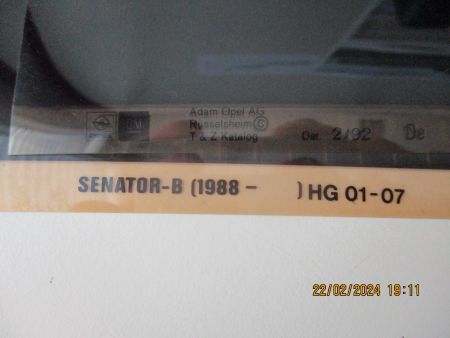 Adam Opel AG
Russelsheim ©
T & Z-Katalog
Dat. 2/92 De
SENATOR-B (1988 - ) HG 01-07
22/02/2024 19:11